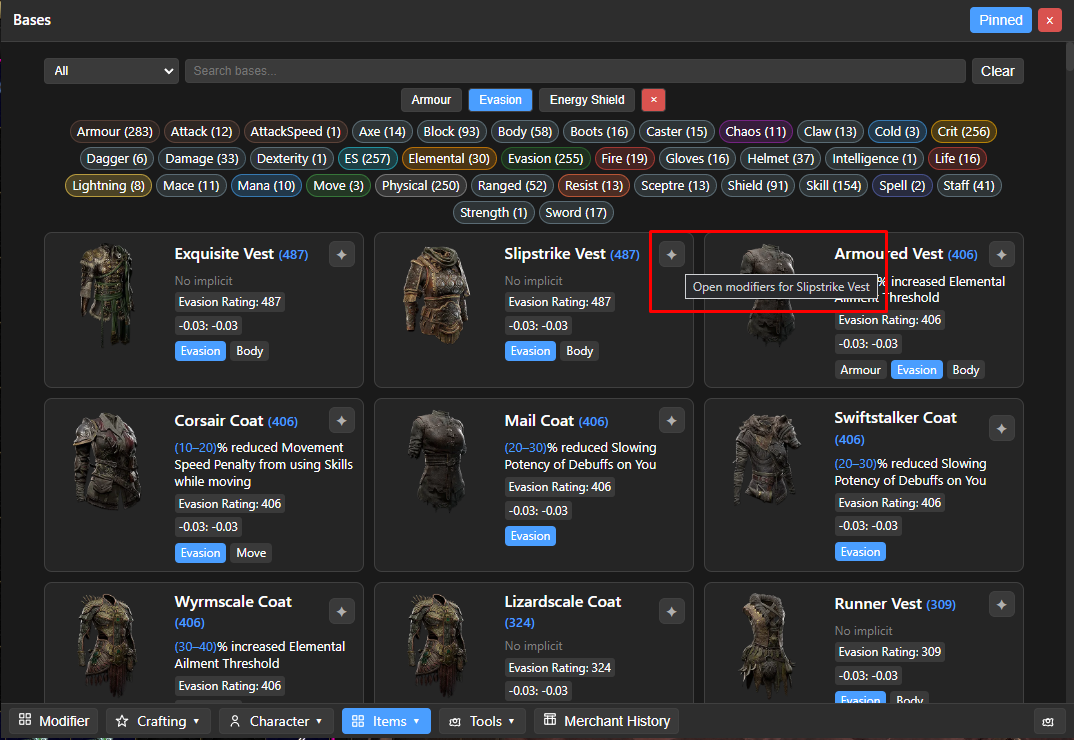 Bases
Pinned
×
All
Search bases...
Clear
Armour
Evasion
Energy Shield
×
Armour (283)
Attack (12)
AttackSpeed (1)
Axe (14)
Block (93)
Body (58)
Boots (16)
Caster (15)
Chaos (11)
Claw (13)
Cold (3)
Crit (256)
Dagger (6)
Damage (33)
Dexterity (1)
ES (257)
Elemental (30)
Evasion (255)
Fire (19)
Gloves (16)
Helmet (37)
Intelligence (1)
Life (16)
Lightning (8)
Mace (11)
Mana (10)
Move (3)
Physical (250)
Ranged (52)
Resist (13)
Sceptre (13)
Shield (91)
Skill (154)
Spell (2)
Staff (41)
Strength (1)
Sword (17)
Exquisite Vest (487)
No implicit
Evasion Rating: 487
-0.03: -0.03
Evasion
Body
Slipstrike Vest (487)
No implicit
Evasion Rating: 487
-0.03: -0.03
Evasion
Body
Open modifiers for Slipstrike Vest
Armoured Vest (406)
% increased Elemental
Ailment Threshold
Evasion Rating: 406
-0.03: -0.03
Armour
Evasion
Body
Corsair Coat (406)
(10–20)% reduced Movement
Speed Penalty from using Skills
while moving
Evasion Rating: 406
-0.03: -0.03
Evasion
Move
Mail Coat (406)
(20–30)% reduced Slowing
Potency of Debuffs on You
Evasion Rating: 406
-0.03: -0.03
Evasion
Swiftstalker Coat
(406)
(20–30)% reduced Slowing
Potency of Debuffs on You
Evasion Rating: 406
-0.03: -0.03
Evasion
Wyrmscale Coat
(406)
(30–40)% increased Elemental
Ailment Threshold
Evasion Rating: 406
Lizardscale Coat
(324)
No implicit
Evasion Rating: 324
-0.03: -0.03
Runner Vest (309)
No implicit
Evasion Rating: 309
-0.03: -0.03
Evasion
Body
Modifier
Crafting
Character
Items
Tools
Merchant History